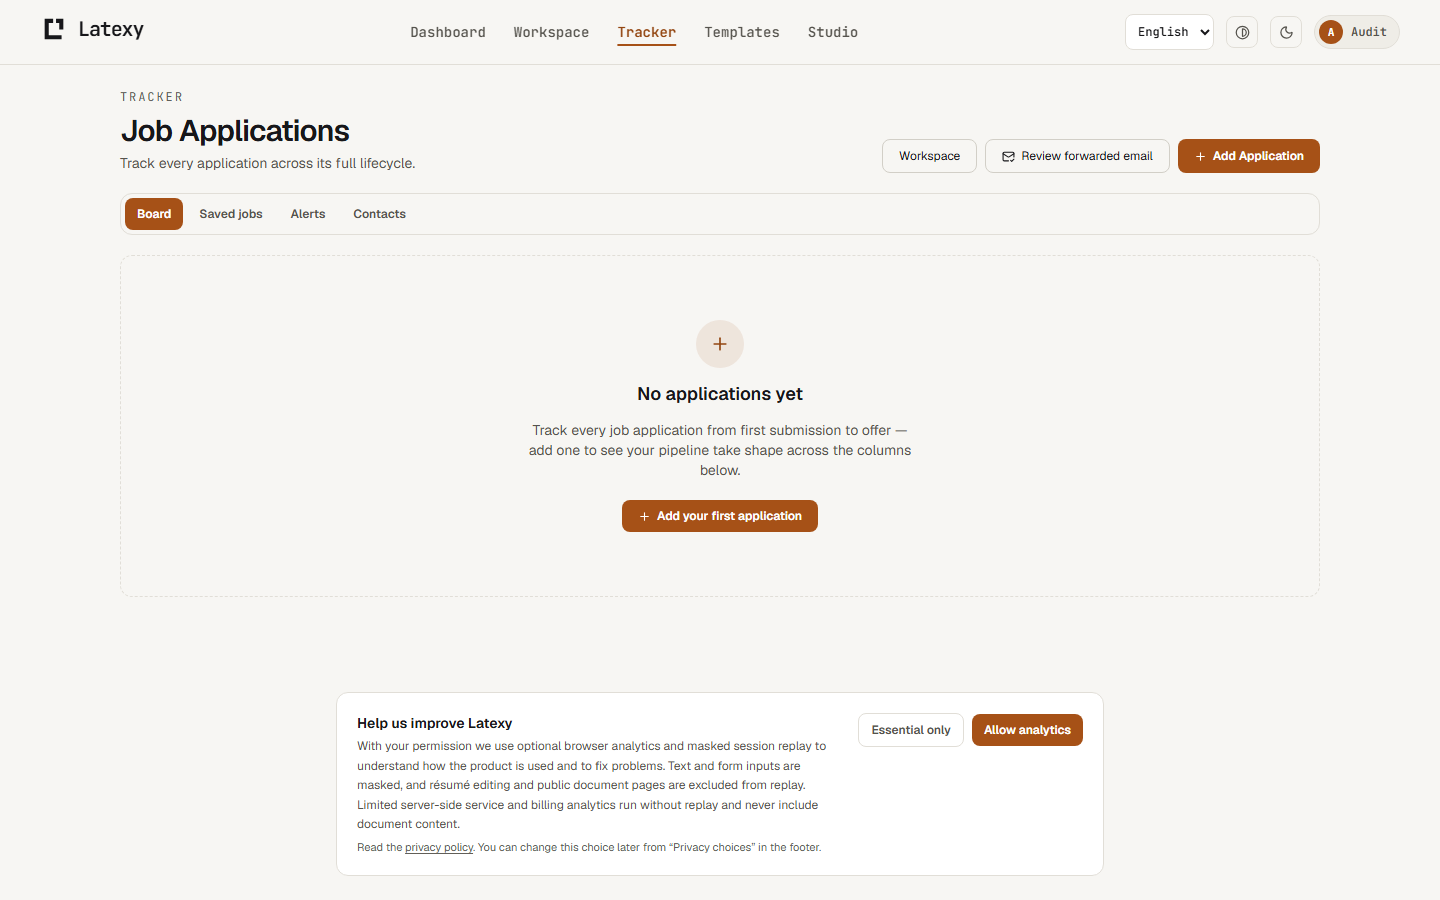 Latexy
Dashboard
Workspace
Tracker
Templates
Studio
English
A
Audit
TRACKER
Job Applications
Track every application across its full lifecycle.
Workspace
Review forwarded email
Add Application
Board
Saved jobs
Alerts
Contacts
No applications yet
Track every job application from first submission to offer —
add one to see your pipeline take shape across the columns
below.
Add your first application
Help us improve Latexy
With your permission we use optional browser analytics and masked session replay to
understand how the product is used and to fix problems. Text and form inputs are
masked, and résumé editing and public document pages are excluded from replay.
Limited server-side service and billing analytics run without replay and never include
document content.
Read the privacy policy. You can change this choice later from “Privacy choices” in the footer.
Essential only
Allow analytics